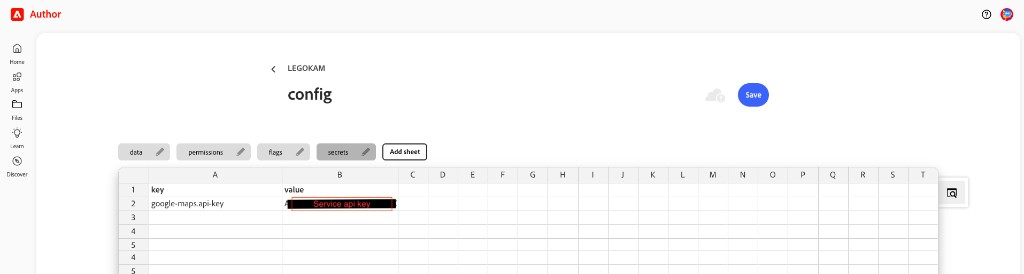 Author
Home
Apps
Files
Learn
Discover
LEGOKAM
config
Save
data permissions flags secrets Add sheet
A B C D E F G H I J K L M N O P Q R S T
1 key value
2 google-maps.api-key Service api key
3
4
5
4
5